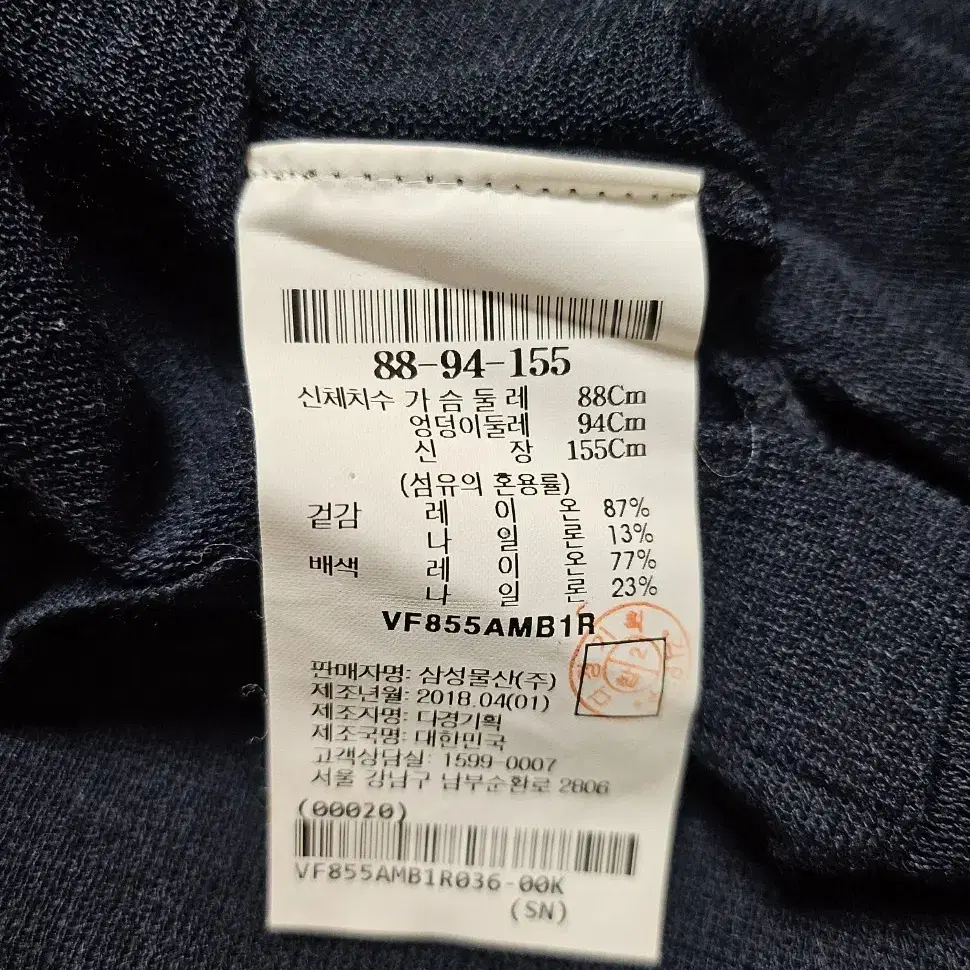 88-94-155
신체치수 가 슴 둘 레 88Cm
엉덩이둘레 94Cm
신 장 155Cm
(섬유의 혼용률)
겉감 레 이 온 87%
나 일 론 13%
배색 레 이 온 77%
나 일 론 23%
VF855AMB1R
판매자명: 삼성물산(주)
제조년월: 2018.04(01)
제조자명: 다경기획
제조국명: 대한민국
고객상담실: 1599-0007
서울 강남구 남부순환로 2806
(00020)
VF855AMB1R036-00K
(SN)